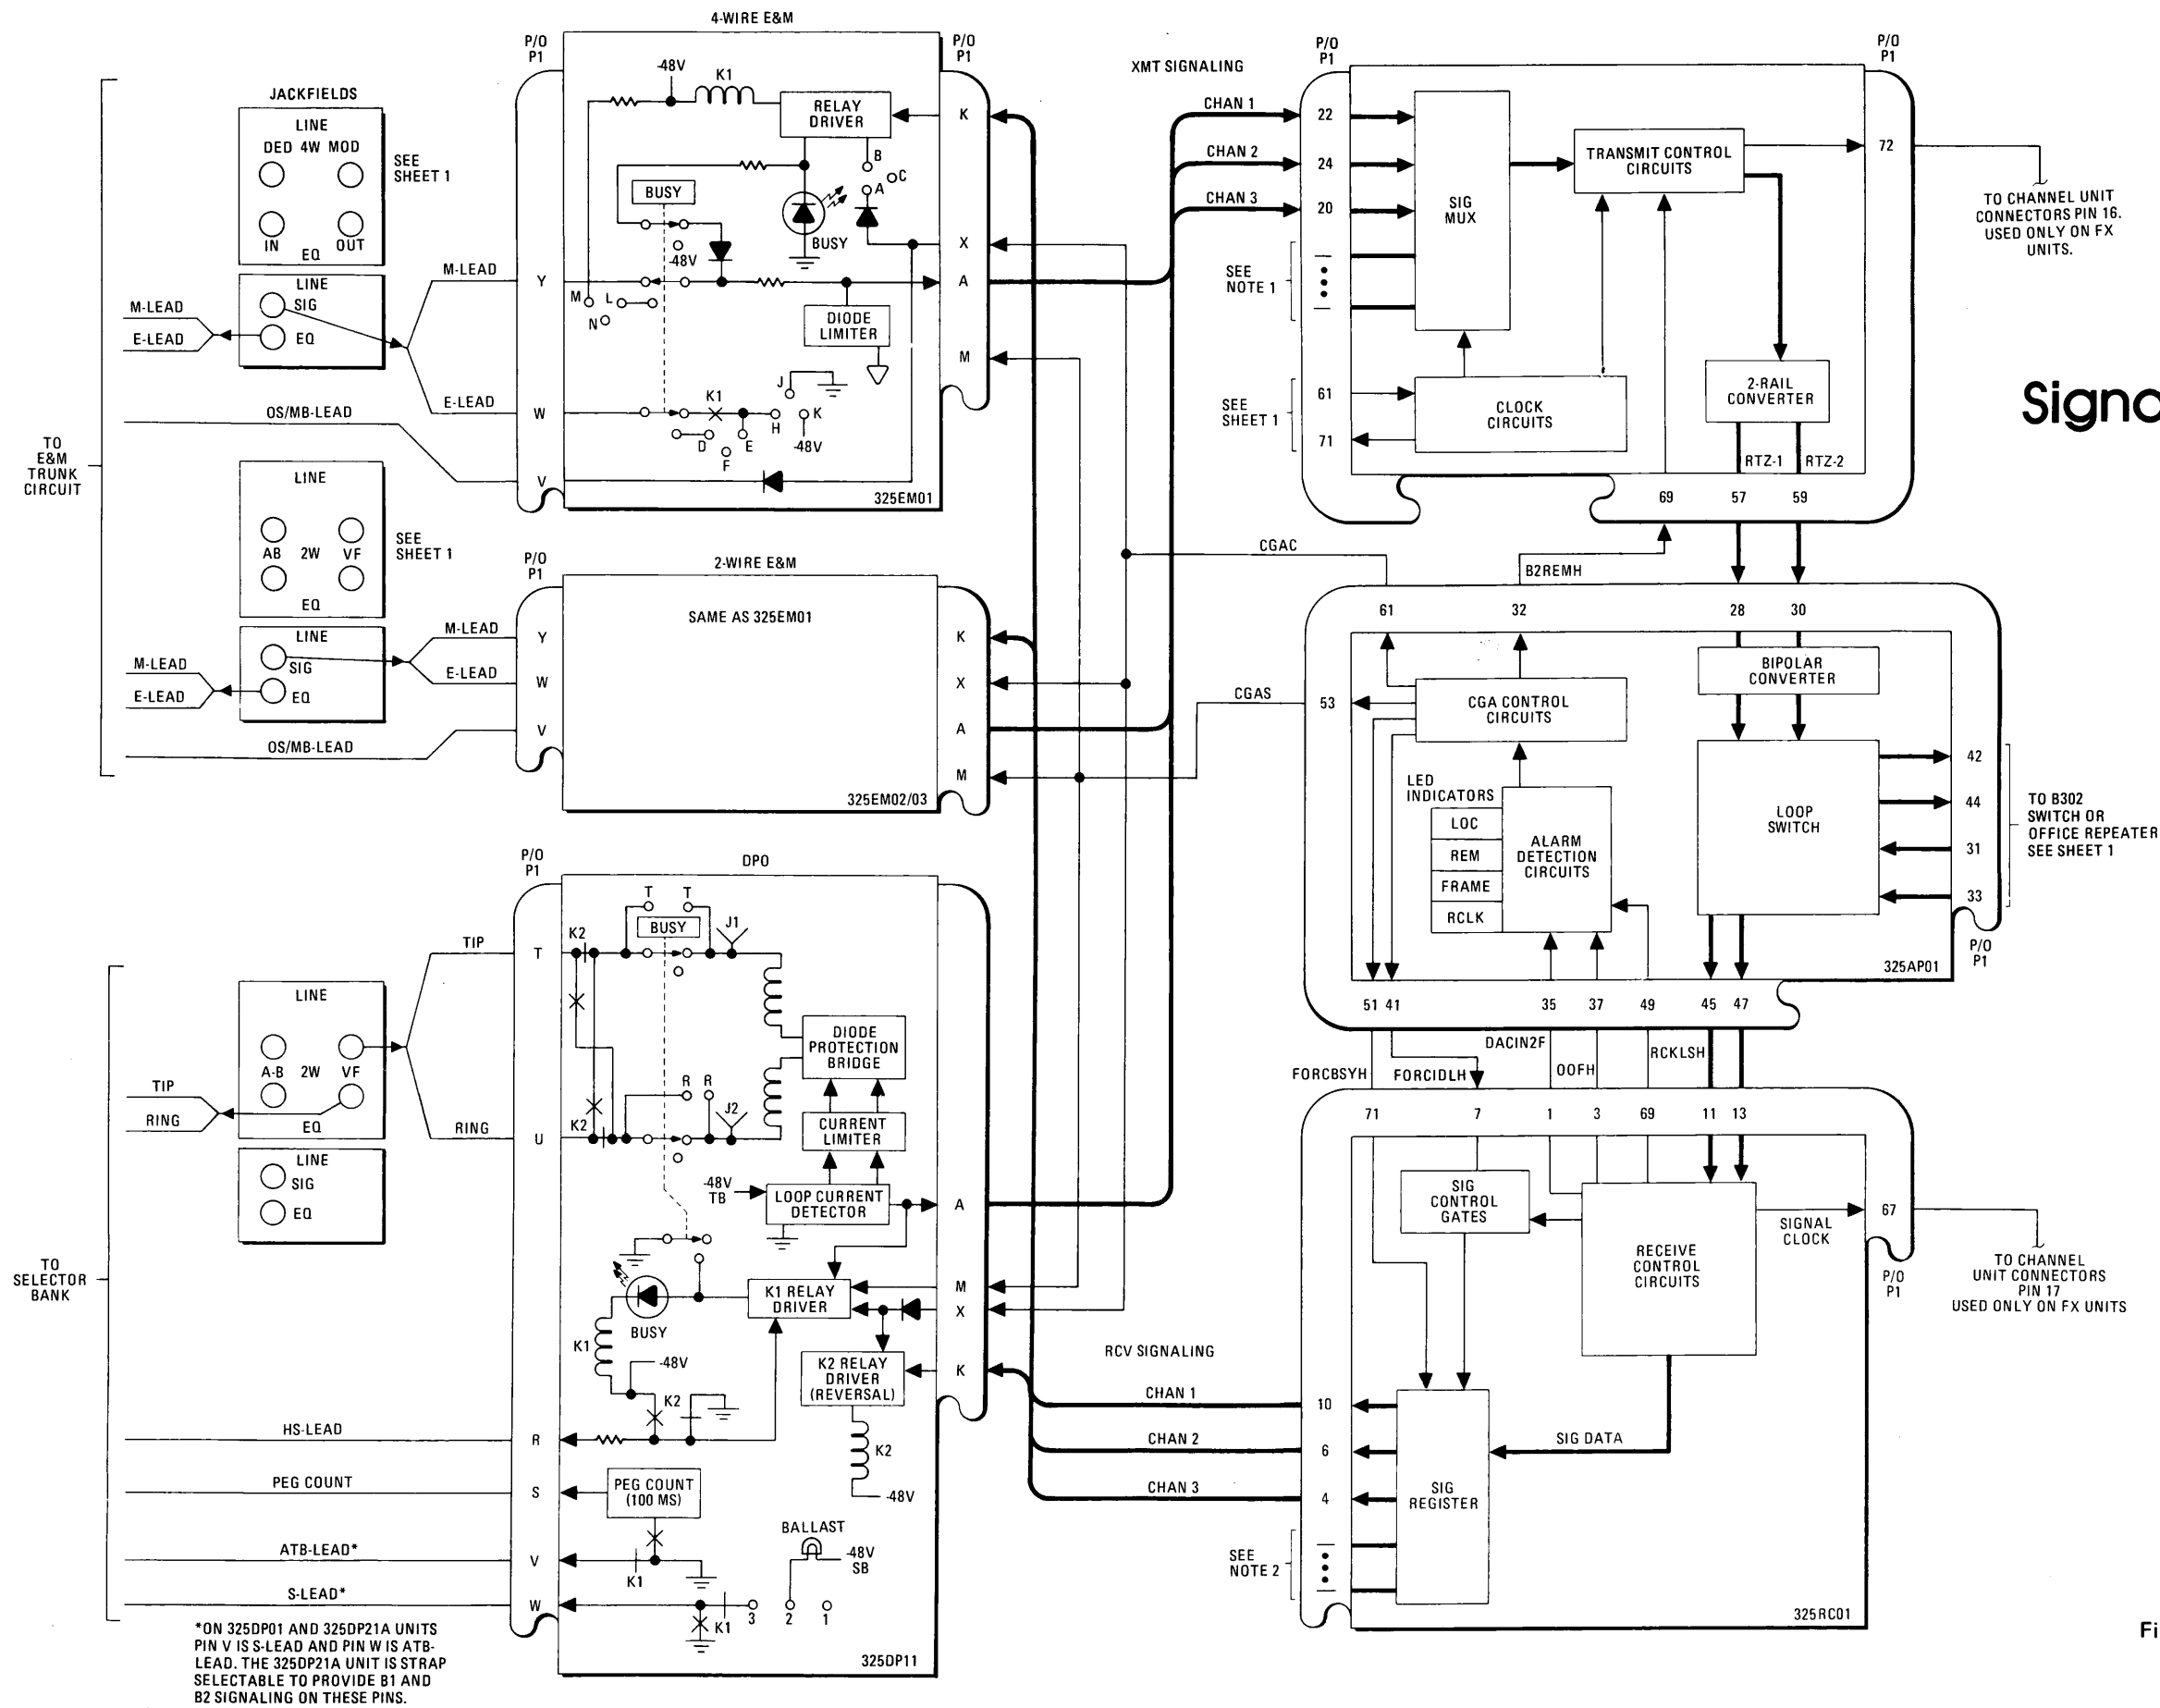 4-WIRE E&M
P/O
P1
P/O
P1
-48V
K1
RELAY
DRIVER
K
B
C
A
BUSY
BUSY
-48V
X
Y
A
M
L
N
DIODE
LIMITER
M
J
K1
H
K
D
E
F
-48V
W
V
325EM01
JACKFIELDS
LINE
DED 4W MOD
IN
OUT
EQ
SEE
SHEET 1
LINE
SIG
EQ
M-LEAD
E-LEAD
M-LEAD
E-LEAD
OS/MB-LEAD
TO
E&M
TRUNK
CIRCUIT
LINE
AB 2W VF
EQ
SEE
SHEET 1
LINE
SIG
EQ
M-LEAD
E-LEAD
M-LEAD
E-LEAD
OS/MB-LEAD
2-WIRE E&M
P/O
P1
SAME AS 325EM01
Y
W
V
K
X
A
M
325EM02/03
DPO
P/O
P1
T T
BUSY
K2
J1
T
TIP
RING
U
K2
R R
J2
DIODE
PROTECTION
BRIDGE
CURRENT
LIMITER
-48V
TB
LOOP CURRENT
DETECTOR
A
K1 RELAY
DRIVER
M
X
BUSY
K1
-48V
K2
K2 RELAY
DRIVER
(REVERSAL)
K
K2
-48V
R
S
PEG COUNT
(100 MS)
V
K1
BALLAST
-48V
SB
W
K1
3 2 1
325DP11
LINE
A-B 2W VF
EQ
LINE
SIG
EQ
TIP
RING
TO
SELECTOR
BANK
HS-LEAD
PEG COUNT
ATB-LEAD*
S-LEAD*
*ON 325DP01 AND 325DP21A UNITS
PIN V IS S-LEAD AND PIN W IS ATB-
LEAD. THE 325DP21A UNIT IS STRAP
SELECTABLE TO PROVIDE B1 AND
B2 SIGNALING ON THESE PINS.
XMT SIGNALING
CHAN 1
CHAN 2
CHAN 3
P/O
P1
P/O
P1
22
24
20
SEE
NOTE 1
SEE
SHEET 1
61
71
SIG
MUX
TRANSMIT CONTROL
CIRCUITS
CLOCK
CIRCUITS
2-RAIL
CONVERTER
RTZ-1
RTZ-2
72
69
57
59
TO CHANNEL UNIT
CONNECTORS PIN 16.
USED ONLY ON FX
UNITS.
Signa
CGAC
B2REMH
CGAS
61
32
28
30
53
CGA CONTROL
CIRCUITS
BIPOLAR
CONVERTER
LED
INDICATORS
LOC
REM
FRAME
RCLK
ALARM
DETECTION
CIRCUITS
LOOP
SWITCH
42
44
31
33
TO B302
SWITCH OR
OFFICE REPEATER
SEE SHEET 1
P/O
P1
325AP01
51 41
35
37
49
45
47
FORCBSYH
FORCIDLH
DACIN2F
OOFH
RCKLSH
71
7
1
3
69
11
13
SIG
CONTROL
GATES
RECEIVE
CONTROL
CIRCUITS
SIGNAL
CLOCK
67
P/O
P1
TO CHANNEL
UNIT CONNECTORS
PIN 17
USED ONLY ON FX UNITS
RCV SIGNALING
CHAN 1
CHAN 2
CHAN 3
10
6
4
SEE
NOTE 2
SIG DATA
SIG
REGISTER
325RC01
Fi